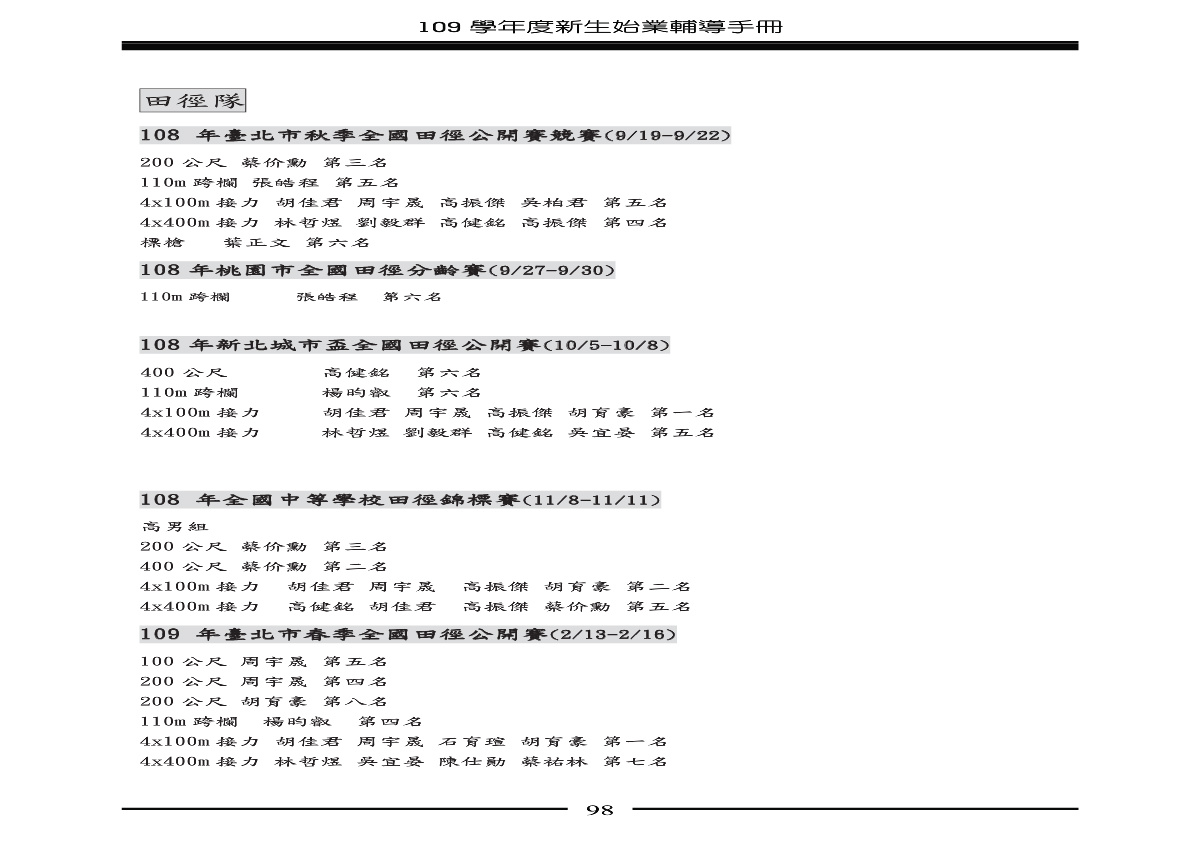 109 學年度新生始業輔導手冊
田徑隊
108 年臺北市秋季全國田徑公開賽競賽(9/19-9/22)
200 公尺 蔡价勳 第三名
110m 跨欄 張皓程 第五名
4x100m 接力 胡佳君 周宇晟 高振傑 吳柏君 第五名
4x400m 接力 林哲煜 劉毅群 高健銘 高振傑 第四名
標槍 葉正文 第六名
108 年桃園市全國田徑分齡賽(9/27-9/30)
110m 跨欄 張皓程 第六名
108 年新北城市盃全國田徑公開賽(10/5-10/8)
400 公尺 高健銘 第六名
110m 跨欄 楊昀叡 第六名
4x100m 接力 胡佳君 周宇晟 高振傑 胡育豪 第一名
4x400m 接力 林哲煜 劉毅群 高健銘 吳宜晏 第五名
108 年全國中等學校田徑錦標賽(11/8-11/11)
高男組
200 公尺 蔡价勳 第三名
400 公尺 蔡价勳 第二名
4x100m 接力 胡佳君 周宇晟 高振傑 胡育豪 第二名
4x400m 接力 高健銘 胡佳君 高振傑 蔡价勳 第五名
109 年臺北市春季全國田徑公開賽(2/13-2/16)
100 公尺 周宇晟 第五名
200 公尺 周宇晟 第四名
200 公尺 胡育豪 第八名
110m 跨欄 楊昀叡 第四名
4x100m 接力 胡佳君 周宇晟 石育瑄 胡育豪 第一名
4x400m 接力 林哲煜 吳宜晏 陳仕勛 蔡祐林 第七名
98